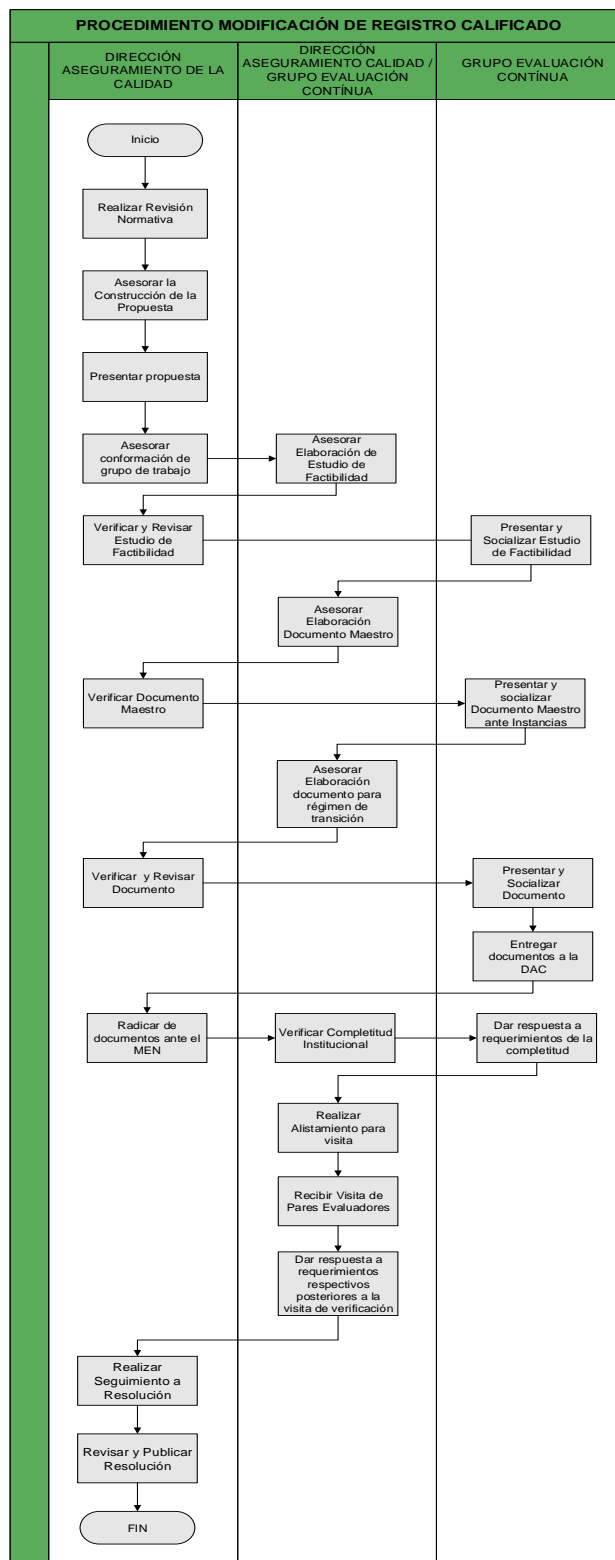 PROCEDIMIENTO MODIFICACIÓN DE REGISTRO CALIFICADO
DIRECCIÓN
ASEGURAMIENTO DE LA
CALIDAD
DIRECCIÓN
ASEGURAMIENTO CALIDAD /
GRUPO EVALUACIÓN
CONTÍNUA
GRUPO EVALUACIÓN
CONTÍNUA
Inicio
Realizar Revisión
Normativa
Asesorar la
Construcción de la
Propuesta
Presentar propuesta
Asesorar
conformación de
grupo de trabajo
Asesorar
Elaboración de
Estudio de
Factibilidad
Verificar y Revisar
Estudio de
Factibilidad
Presentar y
Socializar Estudio
de Factibilidad
Asesorar
Elaboración
Documento Maestro
Verificar Documento
Maestro
Presentar y
socializar
Documento Maestro
ante Instancias
Asesorar
Elaboración
documento para
régimen de
transición
Verificar y Revisar
Documento
Presentar y
Socializar
Documento
Entregar
documentos a la
DAC
Radicar de
documentos ante el
MEN
Verificar Completitud
Institucional
Dar respuesta a
requerimientos de la
completitud
Realizar
Alistamiento para
visita
Recibir Visita de
Pares Evaluadores
Dar respuesta a
requerimientos
respectivos
posteriores a la
visita de verificación
Realizar
Seguimiento a
Resolución
Revisar y Publicar
Resolución
FIN